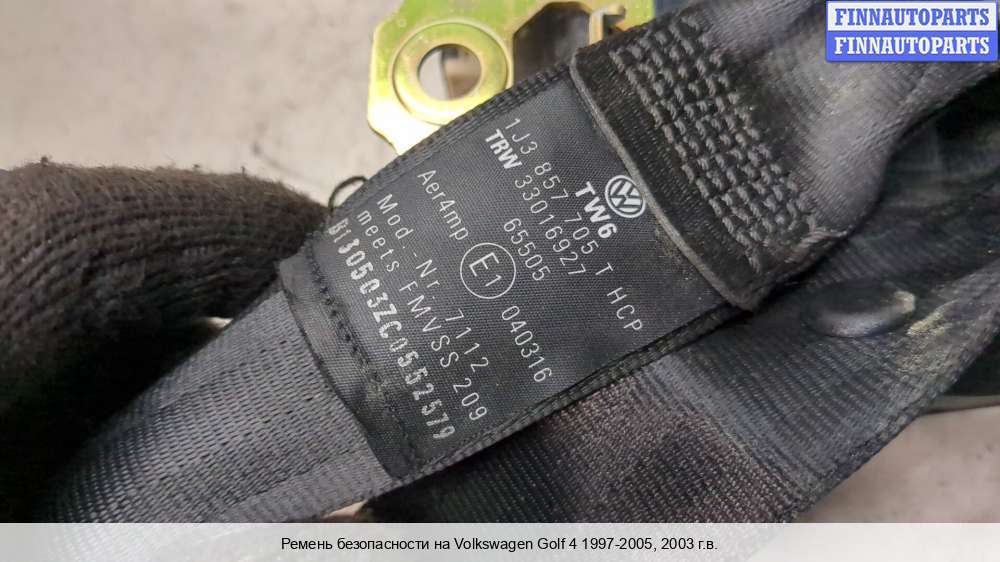 FINNAUTOPARTS
FINNAUTOPARTS
TW6
1J3 857 705 T HCP
TRW 33016927
65505
Aer4mp E1 040316
Mod.-Nr. 7112
meets FMVSS 209
B130503ZC0552579
Ремень безопасности на Volkswagen Golf 4 1997-2005, 2003 г.в.